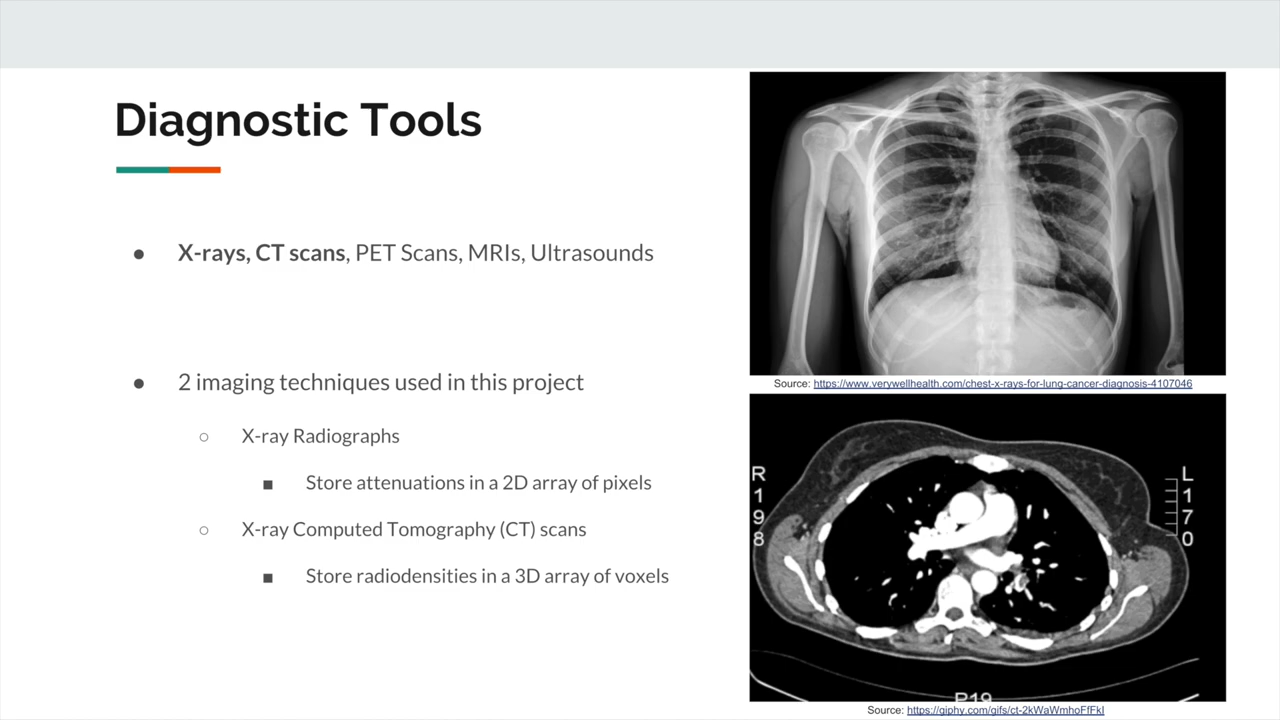 Diagnostic Tools
● X-rays, CT scans, PET Scans, MRIs, Ultrasounds
● 2 imaging techniques used in this project
○ X-ray Radiographs
■ Store attenuations in a 2D array of pixels
○ X-ray Computed Tomography (CT) scans
■ Store radiodensities in a 3D array of voxels
Source: https://www.verywellhealth.com/chest-x-rays-for-lung-cancer-diagnosis-4107046
R
1
9
8
L
1
7
0
P19
Source: https://giphy.com/gifs/ct-2kWaWmhoFfFkI